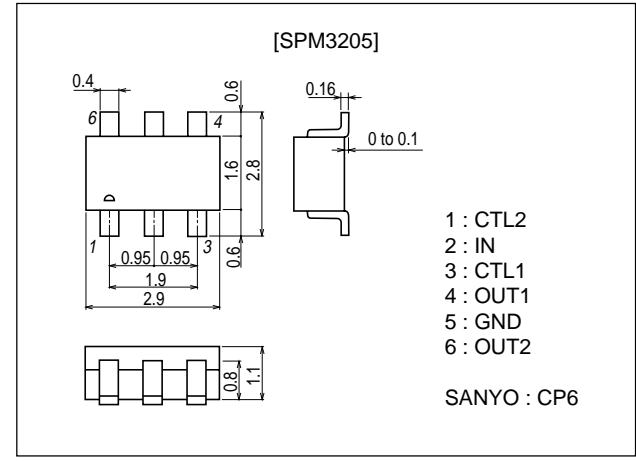 [SPM3205]
0.4
6
4
0.6
1.6
2.8
0.6
D
1
3
0.95
0.95
1.9
2.9
0.16
0 to 0.1
0.8
1.1
1 : CTL2
2 : IN
3 : CTL1
4 : OUT1
5 : GND
6 : OUT2
SANYO : CP6